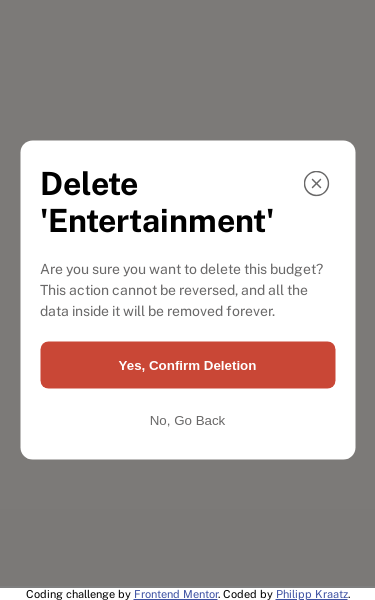 Delete
'Entertainment'
Are you sure you want to delete this budget?
This action cannot be reversed, and all the
data inside it will be removed forever.
Yes, Confirm Deletion
No, Go Back
Coding challenge by Frontend Mentor. Coded by Philipp Kraatz.